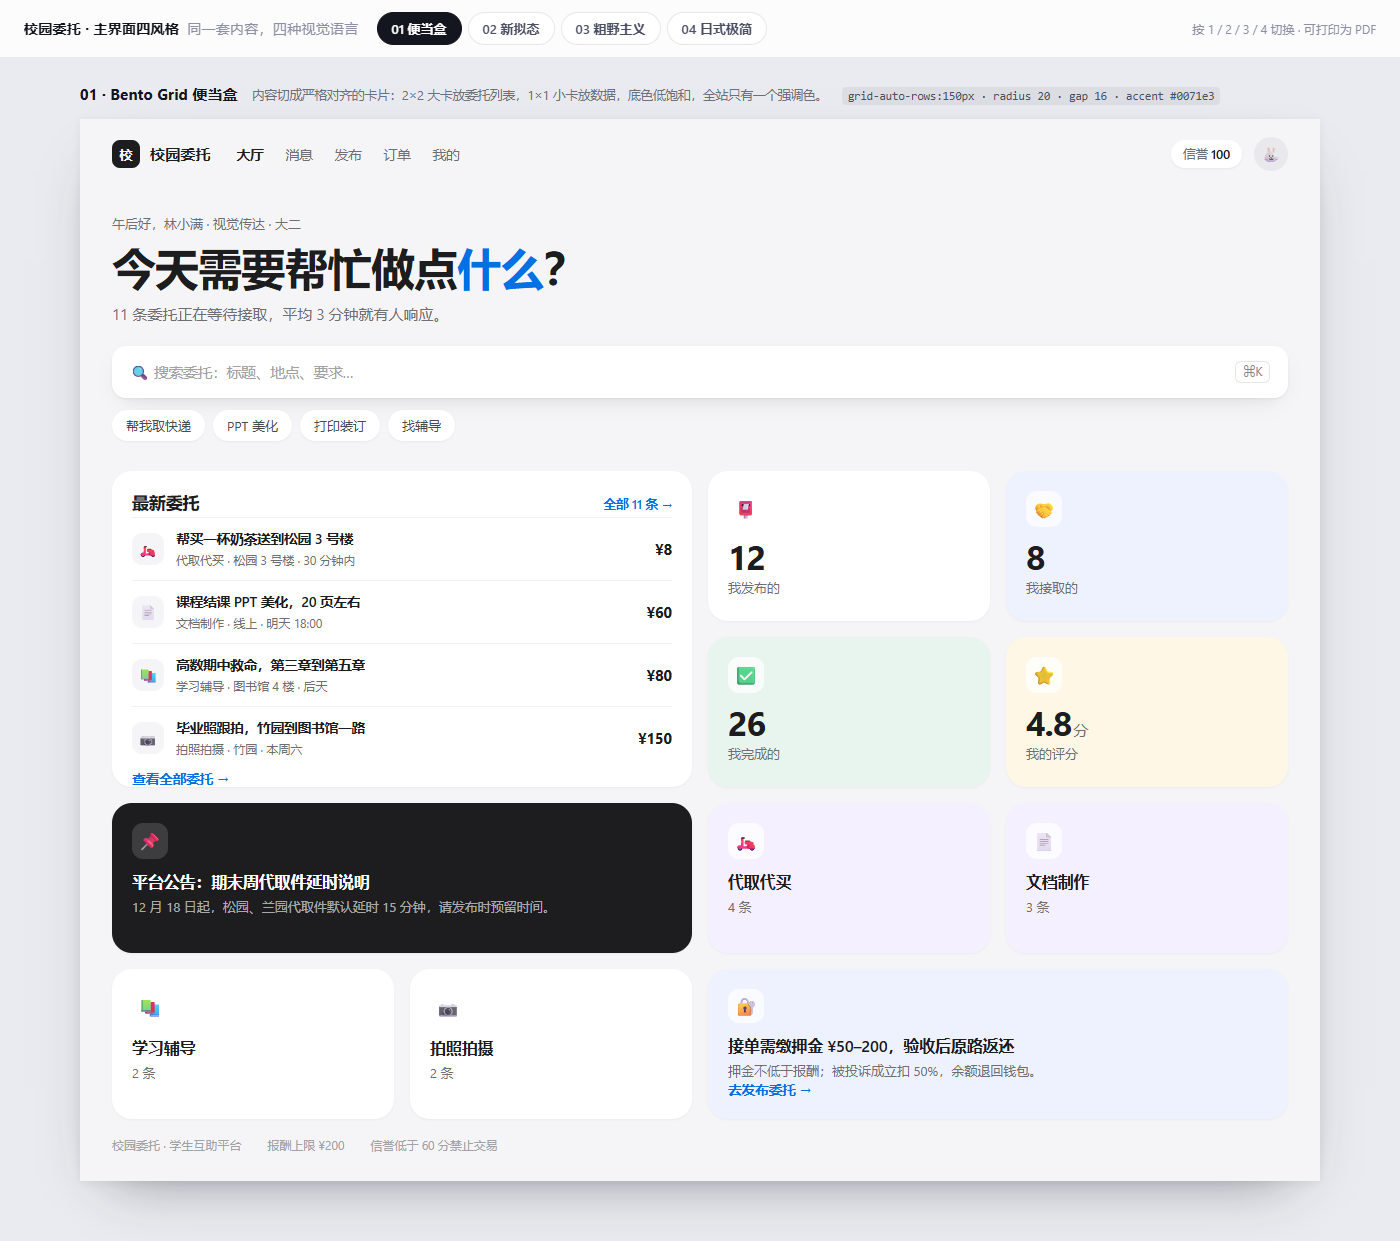 校园委托 · 主界面四风格 同一套内容，四种视觉语言 01 便当盒 02 新拟态 03 粗野主义 04 日式极简 按 1 / 2 / 3 / 4 切换 · 可打印为 PDF
01 · Bento Grid 便当盒 内容切成严格对齐的卡片：2×2 大卡放委托列表，1×1 小卡放数据，底色低饱和，全站只有一个强调色。 grid-auto-rows:150px · radius 20 · gap 16 · accent #0071e3
校 校园委托 大厅 消息 发布 订单 我的 信誉 100
午后好，林小满 · 视觉传达 · 大二
今天需要帮忙做点什么？
11 条委托正在等待接取，平均 3 分钟就有人响应。
搜索委托：标题、地点、要求... ⌘K
帮我取快递 PPT 美化 打印装订 找辅导
最新委托 全部 11 条 →
帮买一杯奶茶送到松园 3 号楼
代取代买 · 松园 3 号楼 · 30 分钟内
¥8
课程结课 PPT 美化，20 页左右
文档制作 · 线上 · 明天 18:00
¥60
高数期中救命，第三章到第五章
学习辅导 · 图书馆 4 楼 · 后天
¥80
毕业照跟拍，竹园到图书馆一路
拍照拍摄 · 竹园 · 本周六
¥150
查看全部委托 →
12
我发布的
8
我接取的
26
我完成的
4.8分
我的评分
平台公告：期末周代取件延时说明
12 月 18 日起，松园、兰园代取件默认延时 15 分钟，请发布时预留时间。
代取代买
4 条
文档制作
3 条
学习辅导
2 条
拍照拍摄
2 条
接单需缴押金 ¥50–200，验收后原路返还
押金不低于报酬；被投诉成立扣 50%，余额退回钱包。
去发布委托 →
校园委托 · 学生互助平台 报酬上限 ¥200 信誉低于 60 分禁止交易